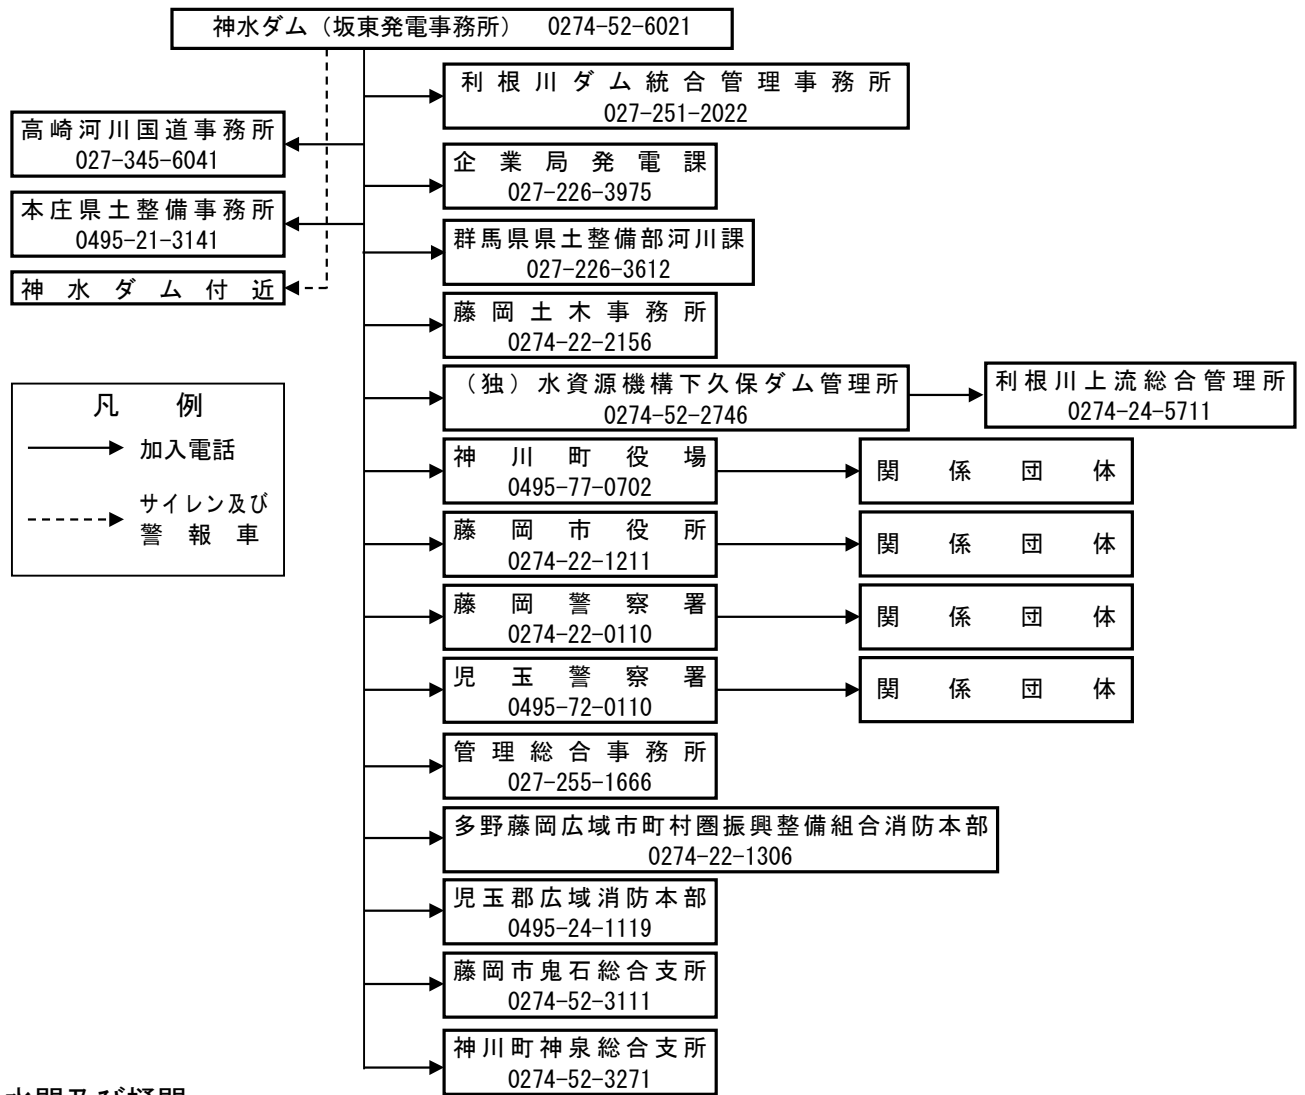 神水ダム（坂東発電事務所） 0274-52-6021
利根川ダム統合管理事務所
027-251-2022
高崎河川国道事務所
027-345-6041
企業局発電課
027-226-3975
本庄県土整備事務所
0495-21-3141
群馬県県土整備部河川課
027-226-3612
神水ダム付近
藤岡土木事務所
0274-22-2156
（独）水資源機構下久保ダム管理所
0274-52-2746
利根川上流総合管理所
0274-24-5711
凡例
加入電話
サイレン及び
警報車
神川町役場
0495-77-0702
関係団体
藤岡市役所
0274-22-1211
関係団体
藤岡警察署
0274-22-0110
関係団体
児玉警察署
0495-72-0110
関係団体
管理総合事務所
027-255-1666
多野藤岡広域市町村圏振興整備組合消防本部
0274-22-1306
児玉郡広域消防本部
0495-24-1119
藤岡市鬼石総合支所
0274-52-3111
神川町神泉総合支所
0274-52-3271